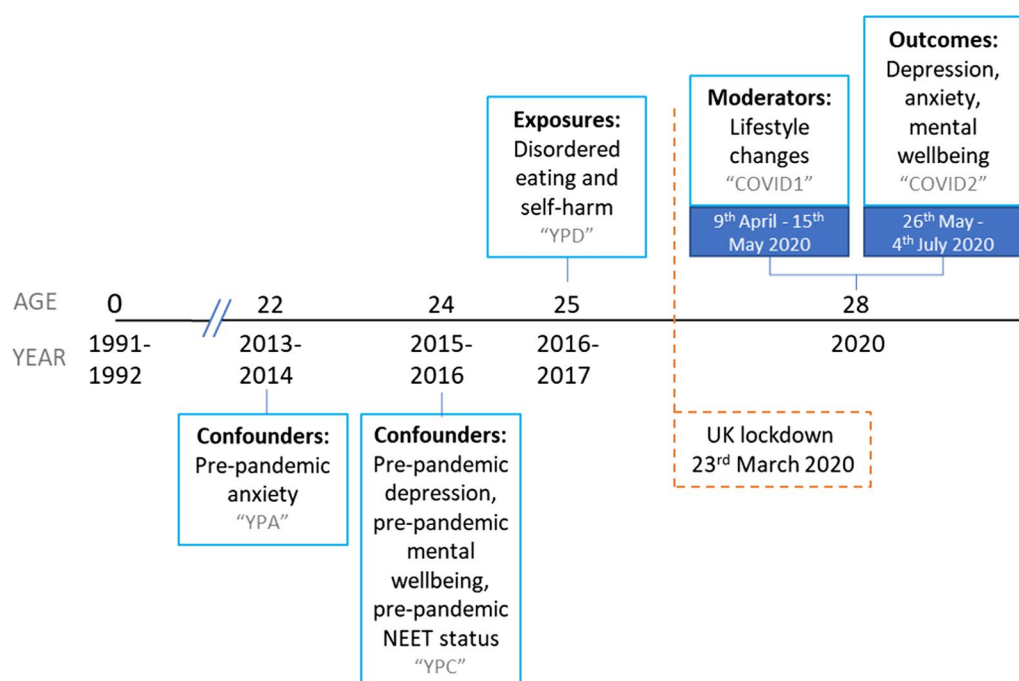 Outcomes:
Depression,
anxiety,
mental
wellbeing
“COVID2”
26th May -
4th July 2020
Moderators:
Lifestyle
changes
“COVID1”
9th April - 15th
May 2020
Exposures:
Disordered
eating and
self-harm
“YPD”
AGE
0
22
24
25
28
YEAR
1991-
1992
2013-
2014
2015-
2016
2016-
2017
2020
Confounders:
Pre-pandemic
anxiety
“YPA”
Confounders:
Pre-pandemic
depression,
pre-pandemic
mental
wellbeing,
pre-pandemic
NEET status
“YPC”
UK lockdown
23rd March 2020